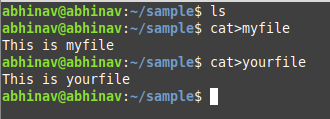 abhinav@abhinav:~/sample$ ls
abhinav@abhinav:~/sample$ cat>myfile
This is myfile
abhinav@abhinav:~/sample$ cat>yourfile
This is yourfile
abhinav@abhinav:~/sample$